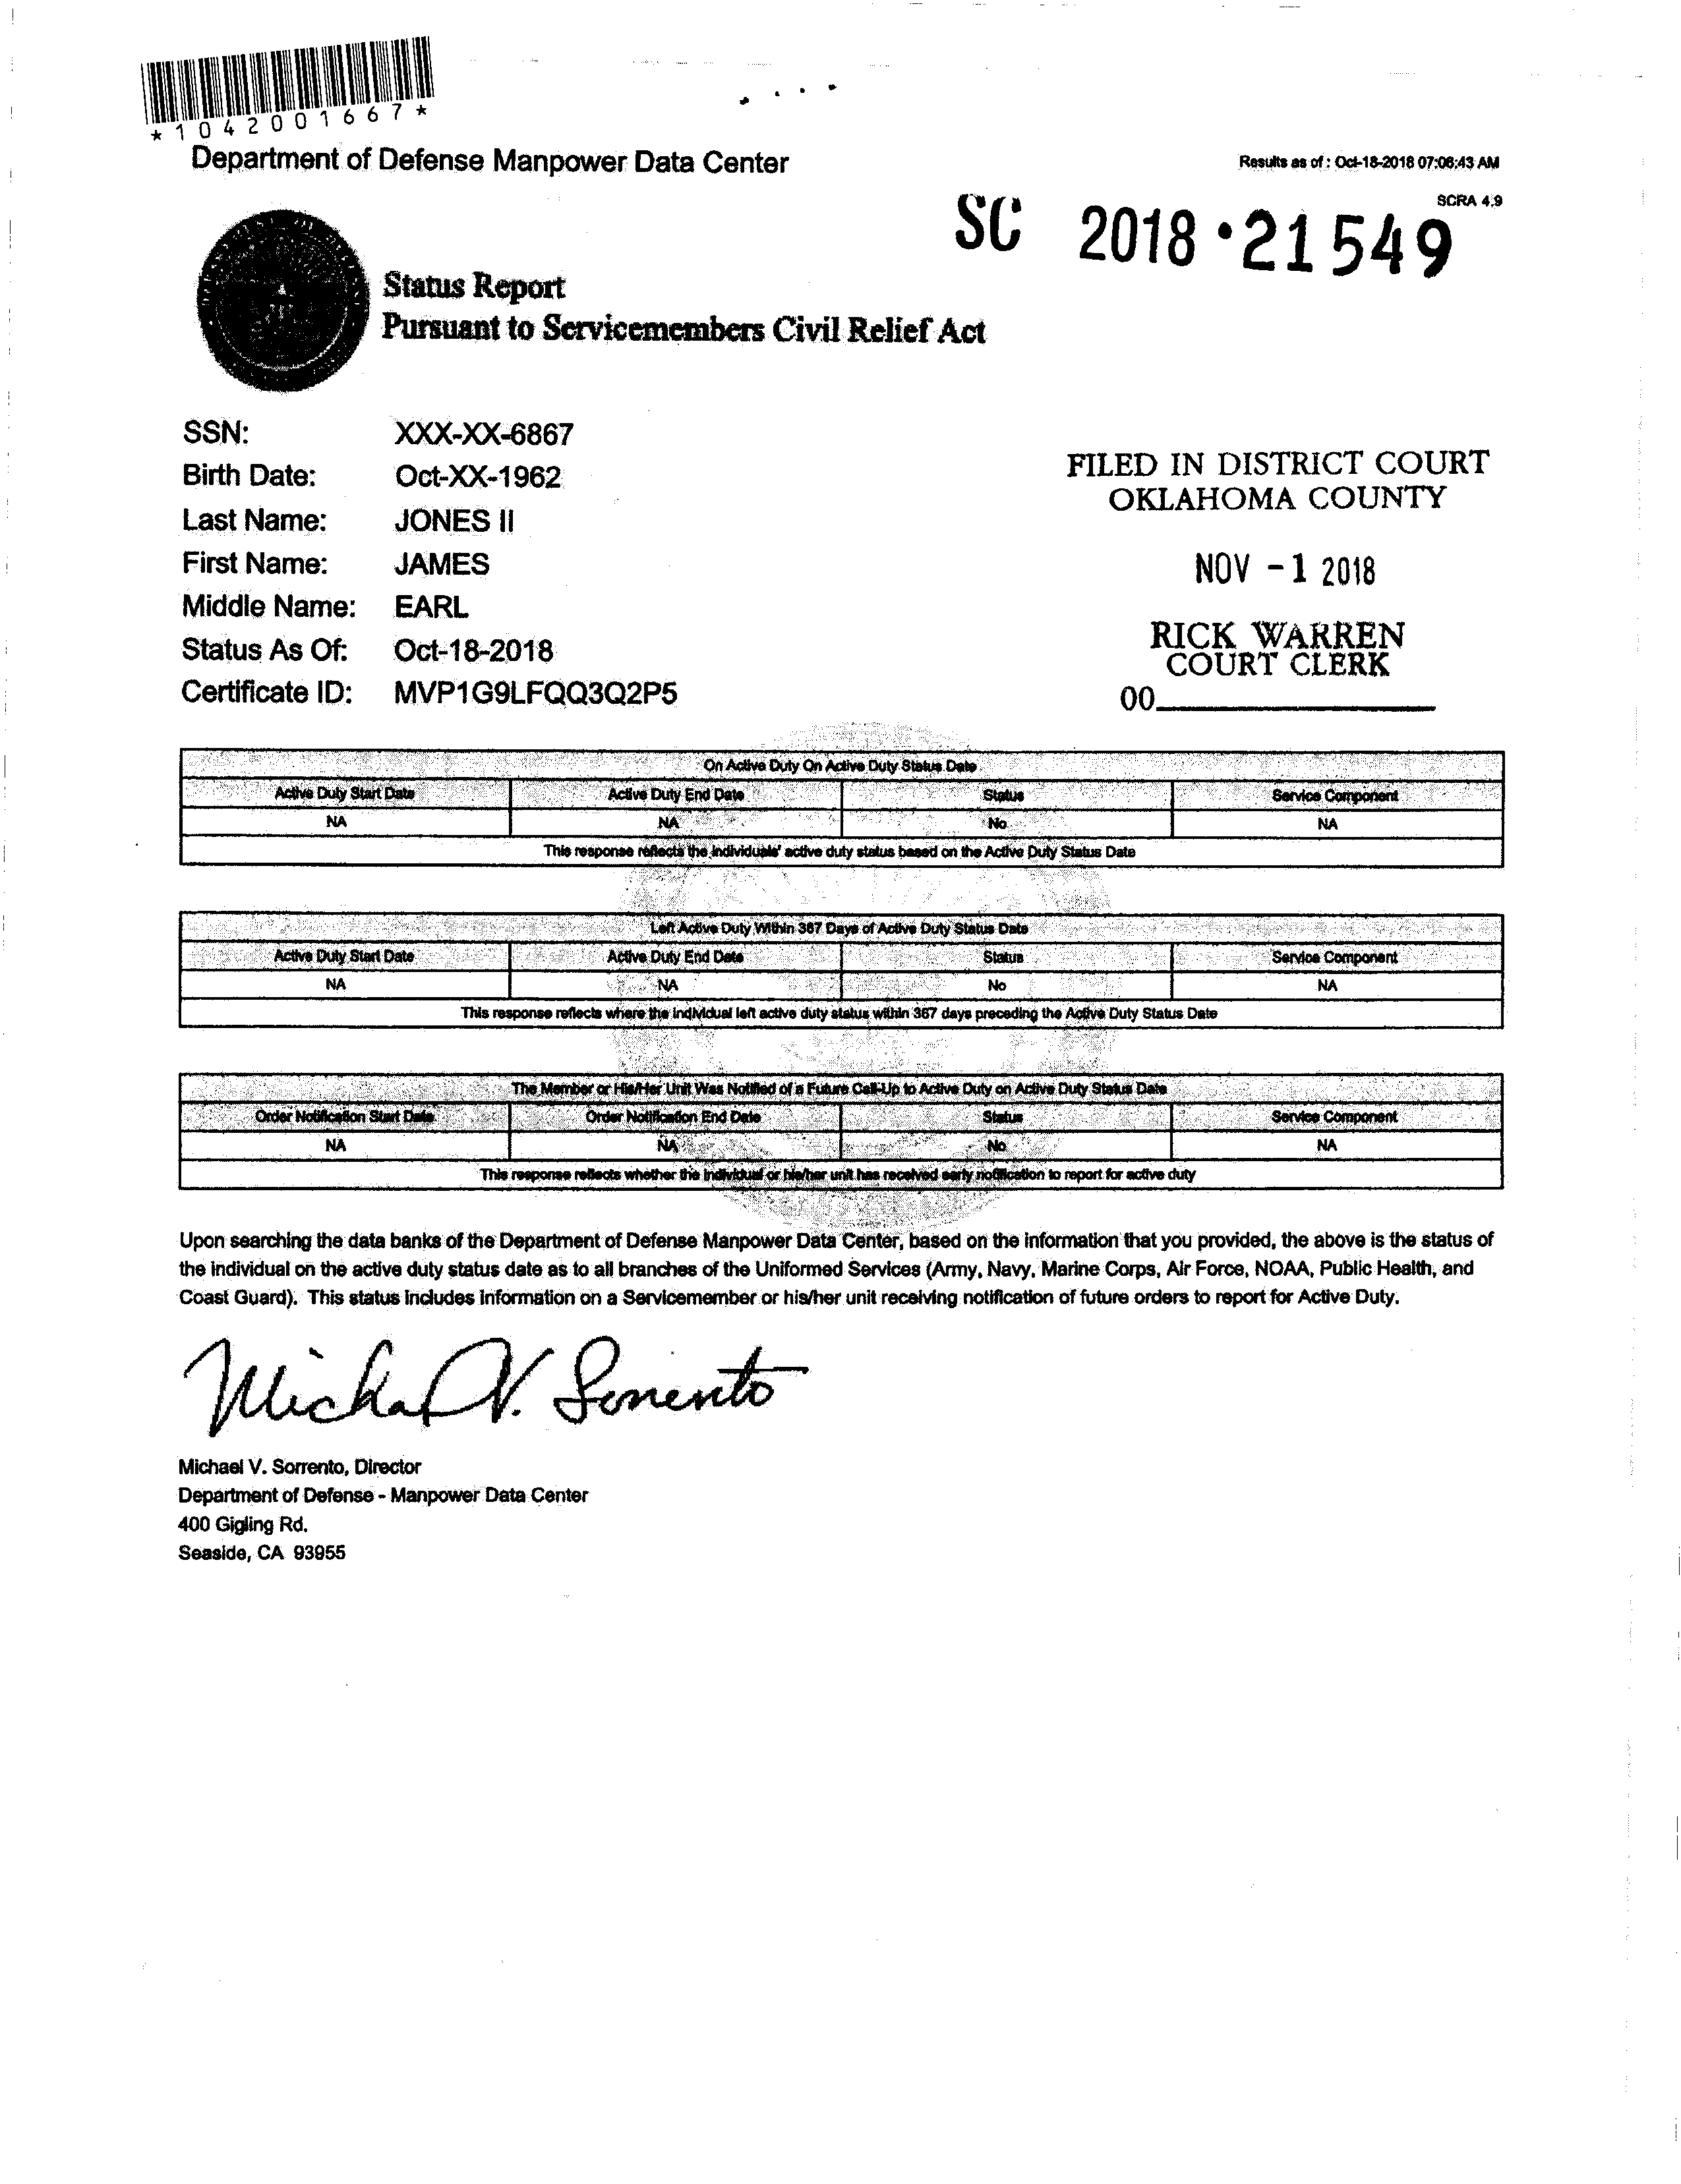 *1042001667*
Department of Defense Manpower Data Center
Results as of : Oct-18-2018 07:06:43 AM
SCRA 4.9
SC 2018 · 21549
Status Report
Pursuant to Servicemembers Civil Relief Act
SSN: XXX-XX-6867
Birth Date: Oct-XX-1962
Last Name: JONES II
First Name: JAMES
Middle Name: EARL
Status As Of: Oct-18-2018
Certificate ID: MVP1G9LFQQ3Q2P5
FILED IN DISTRICT COURT
OKLAHOMA COUNTY
NOV -1 2018
RICK WARREN
COURT CLERK
00
On Active Duty On Active Duty Status Date
Active Duty Start Date Active Duty End Date Status Service Component
NA NA No NA
This response reflects the individuals' active duty status based on the Active Duty Status Date
Left Active Duty Within 367 Days of Active Duty Status Date
Active Duty Start Date Active Duty End Date Status Service Component
NA NA No NA
This response reflects where the individual left active duty status within 367 days preceding the Active Duty Status Date
The Member or His/Her Unit Was Notified of a Future Call-Up to Active Duty on Active Duty Status Date
Order Notification Start Date Order Notification End Date Status Service Component
NA NA No NA
This response reflects whether the individual or his/her unit has received early notification to report for active duty
Upon searching the data banks of the Department of Defense Manpower Data Center, based on the information that you provided, the above is the status of
the individual on the active duty status date as to all branches of the Uniformed Services (Army, Navy, Marine Corps, Air Force, NOAA, Public Health, and
Coast Guard). This status includes information on a Servicemember or his/her unit receiving notification of future orders to report for Active Duty.
Michael V. Sorrento
Michael V. Sorrento, Director
Department of Defense - Manpower Data Center
400 Gigling Rd.
Seaside, CA 93955